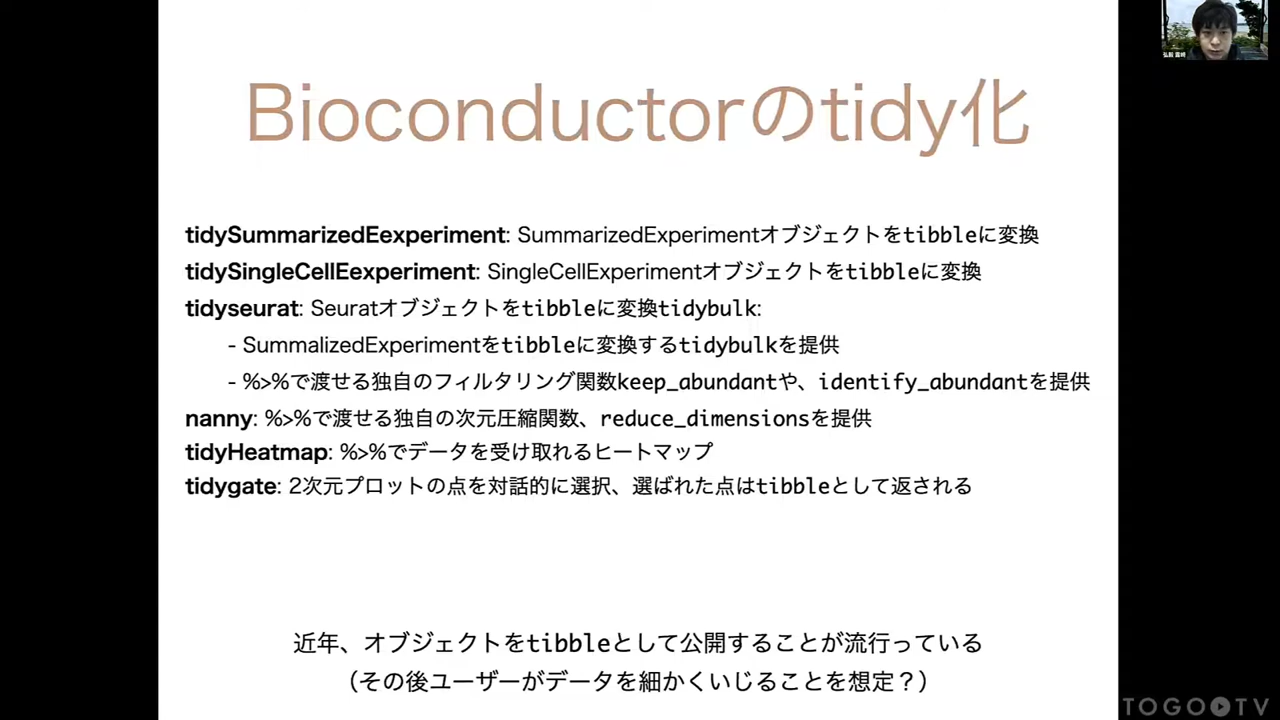 Bioconductorのtidy化
tidySummarizedEexperiment: SummarizedExperimentオブジェクトをtibbleに変換
tidySingleCellEexperiment: SingleCellExperimentオブジェクトをtibbleに変換
tidyseurat: Seuratオブジェクトをtibbleに変換tidybulk:
- SummalizedExperimentをtibbleに変換するtidybulkを提供
- %>%で渡せる独自のフィルタリング関数keep_abundantや、identify_abundantを提供
nanny: %>%で渡せる独自の次元圧縮関数、reduce_dimensionsを提供
tidyHeatmap: %>%でデータを受け取れるヒートマップ
tidygate: 2次元プロットの点を対話的に選択、選ばれた点はtibbleとして返される
近年、オブジェクトをtibbleとして公開することが流行っている
（その後ユーザーがデータを細かくいじることを想定？）
TOGO TV